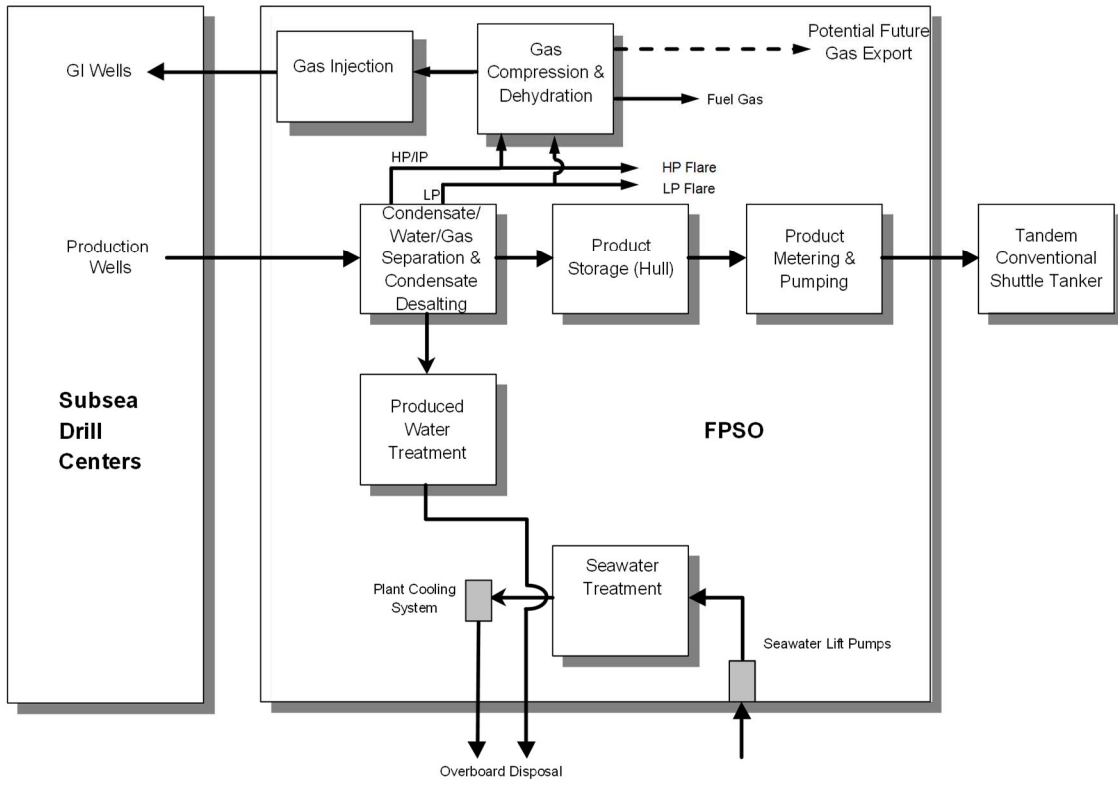 Potential Future
Gas Export
Gas
Compression &
Dehydration
Gas Injection
GI Wells
Fuel Gas
HP/IP
HP Flare
LP Flare
LP
Condensate/
Water/Gas
Separation &
Condensate
Desalting
Production
Wells
Product
Storage (Hull)
Product
Metering &
Pumping
Tandem
Conventional
Shuttle Tanker
Subsea
Drill
Centers
Produced
Water
Treatment
FPSO
Seawater
Treatment
Plant Cooling
System
Seawater Lift Pumps
Overboard Disposal